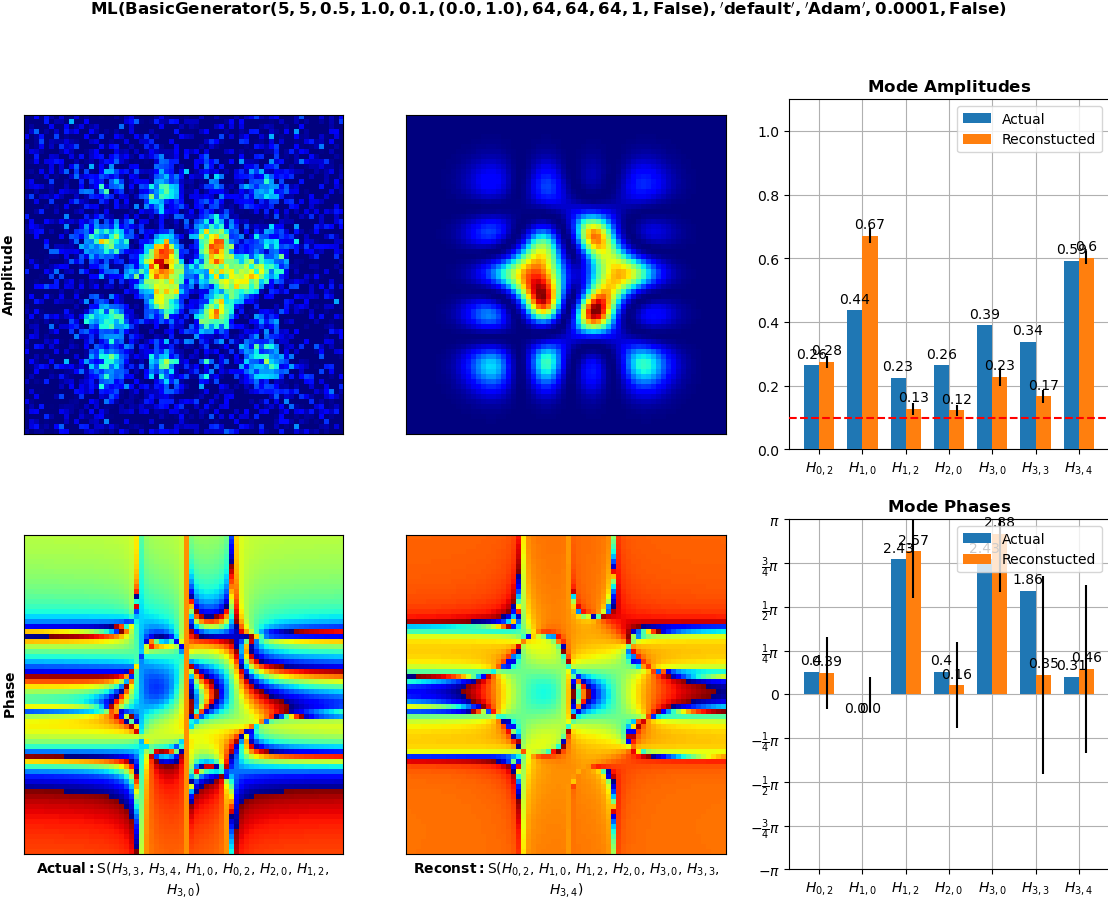 ML(BasicGenerator(5, 5, 0.5, 1.0, 0.1, (0.0, 1.0), 64, 64, 64, 1, False), 'default', 'Adam', 0.0001, False)
Amplitude
Mode Amplitudes
Actual
Reconstucted
1.0
0.8
0.6
0.4
0.2
0.0
0.26
0.28
0.44
0.67
0.23
0.13
0.26
0.12
0.39
0.23
0.34
0.17
0.59
0.6
H0,2 H1,0 H1,2 H2,0 H3,0 H3,3 H3,4
Phase
Actual: S(H3,3, H3,4, H1,0, H0,2, H2,0, H1,2,
H3,0)
Reconst: S(H0,2, H1,0, H1,2, H2,0, H3,0, H3,3,
H3,4)
Mode Phases
Actual
Reconstucted
π
3/4π
1/2π
1/4π
0
−1/4π
−1/2π
−3/4π
−π
0.4
0.39
0.0
0.0
2.43
2.57
0.4
0.16
2.43
2.88
1.86
0.35
0.31
0.46
H0,2 H1,0 H1,2 H2,0 H3,0 H3,3 H3,4